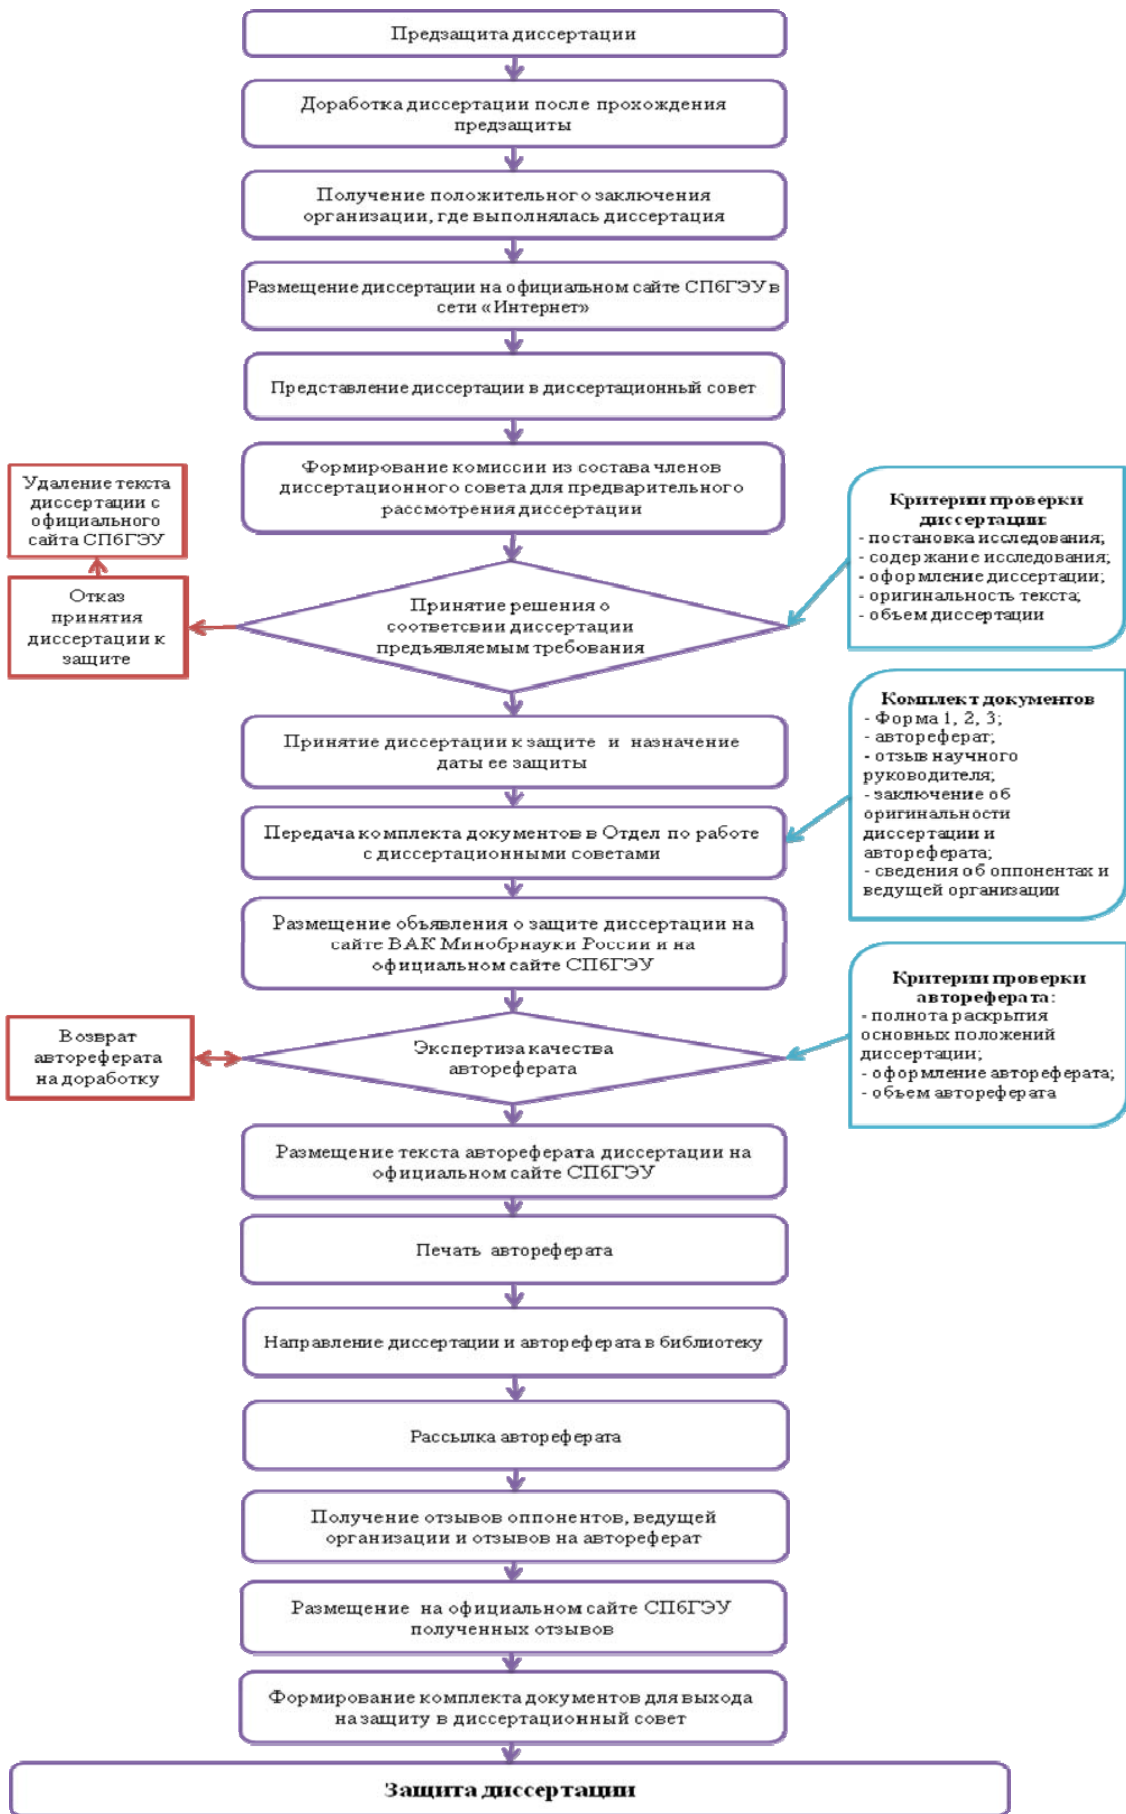 Предзащита диссертации
Доработка диссертации после прохождения
предзащиты
Получение положительного заключения
организации, где выполнялась диссертация
Размещение диссертации на официальном сайте СПбГЭУ в
сети «Интернет»
Представление диссертации в диссертационный совет
Формирование комиссии из состава членов
диссертационного совета для предварительного
рассмотрения диссертации
Удаление текста
диссертации с
официального
сайта СПбГЭУ
Отказ
принятия
диссертации к
защите
Принятие решения о
соответсвии диссертации
предъявляемым требования
Критерии проверки
диссертации:
- постановка исследования;
- содержание исследования;
- оформление диссертации;
- оригинальность текста;
- объем диссертации
Принятие диссертации к защите и назначение
даты ее защиты
Передача комплекта документов в Отдел по работе
с диссертационными советами
Комплект документов
- Форма 1, 2, 3;
- автореферат;
- отзыв научного
руководителя;
- заключение об
оригинальности
диссертации и
автореферата;
- сведения об оппонентах и
ведущей организации
Размещение объявления о защите диссертации на
сайте ВАК Минобрнауки России и на
официальном сайте СПбГЭУ
Возврат
автореферата
на доработку
Экспертиза качества
автореферата
Критерии проверки
автореферата:
- полнота раскрытия
основных положений
диссертации;
- оформление автореферата;
- объем автореферата
Размещение текста автореферата диссертации на
официальном сайте СПбГЭУ
Печать автореферата
Направление диссертации и автореферата в библиотеку
Рассылка автореферата
Получение отзывов оппонентов, ведущей
организации и отзывов на автореферат
Размещение на официальном сайте СПбГЭУ
полученных отзывов
Формирование комплекта документов для выхода
на защиту в диссертационный совет
Защита диссертации